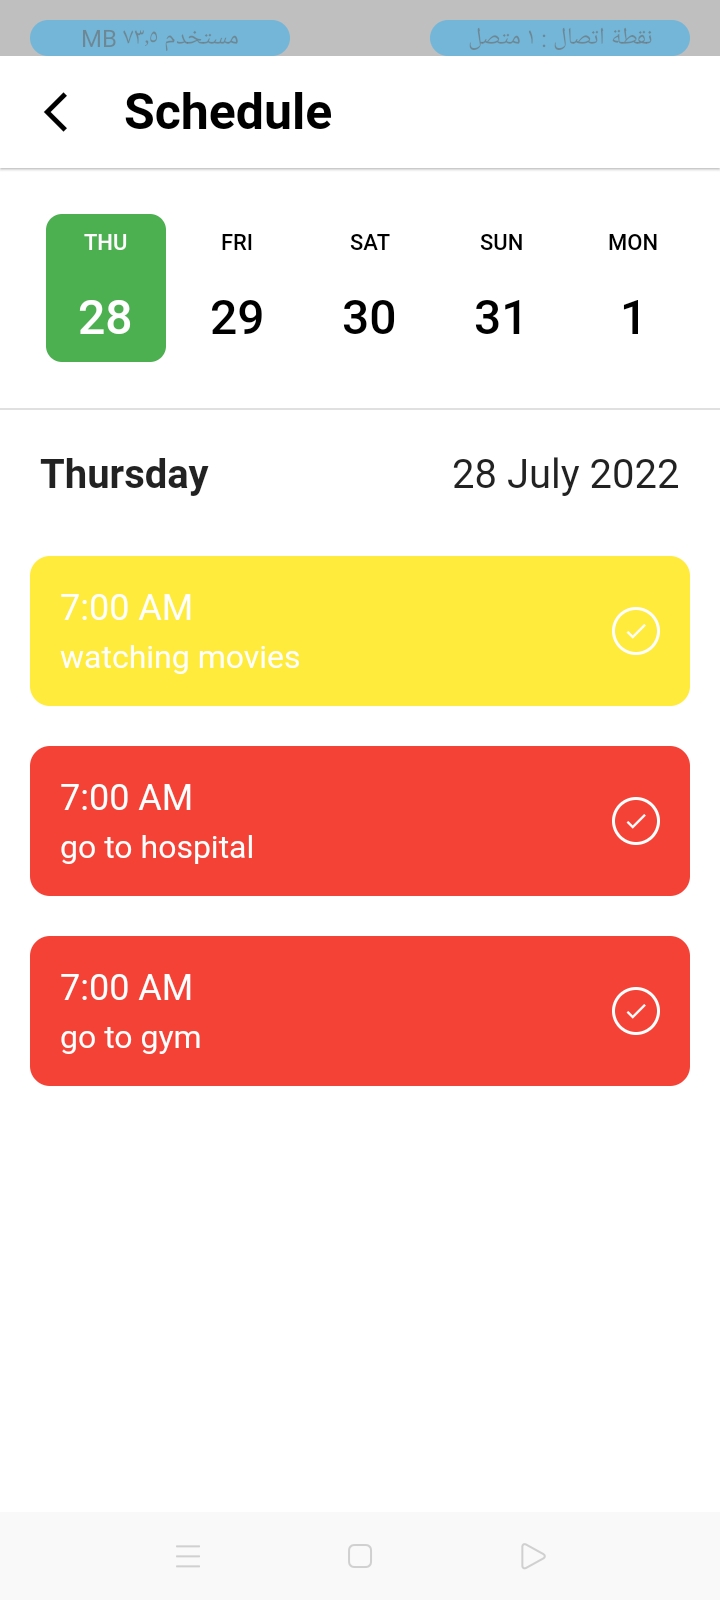 مستخدم ٧٣,٥ MB
نقطة اتصال : ١ متصل
Schedule
THU FRI SAT SUN MON
28 29 30 31 1
Thursday 28 July 2022
7:00 AM
watching movies
7:00 AM
go to hospital
7:00 AM
go to gym